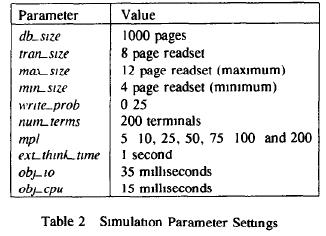 Parameter Value
db_size 1000 pages
tran_size 8 page readset
max_size 12 page readset (maximum)
min_size 4 page readset (minimum)
write_prob 0 25
num_terms 200 terminals
mpl 5 10, 25, 50, 75 100 and 200
ext_think_time 1 second
obj_io 35 milliseconds
obj_cpu 15 milliseconds
Table 2 Simulation Parameter Settings